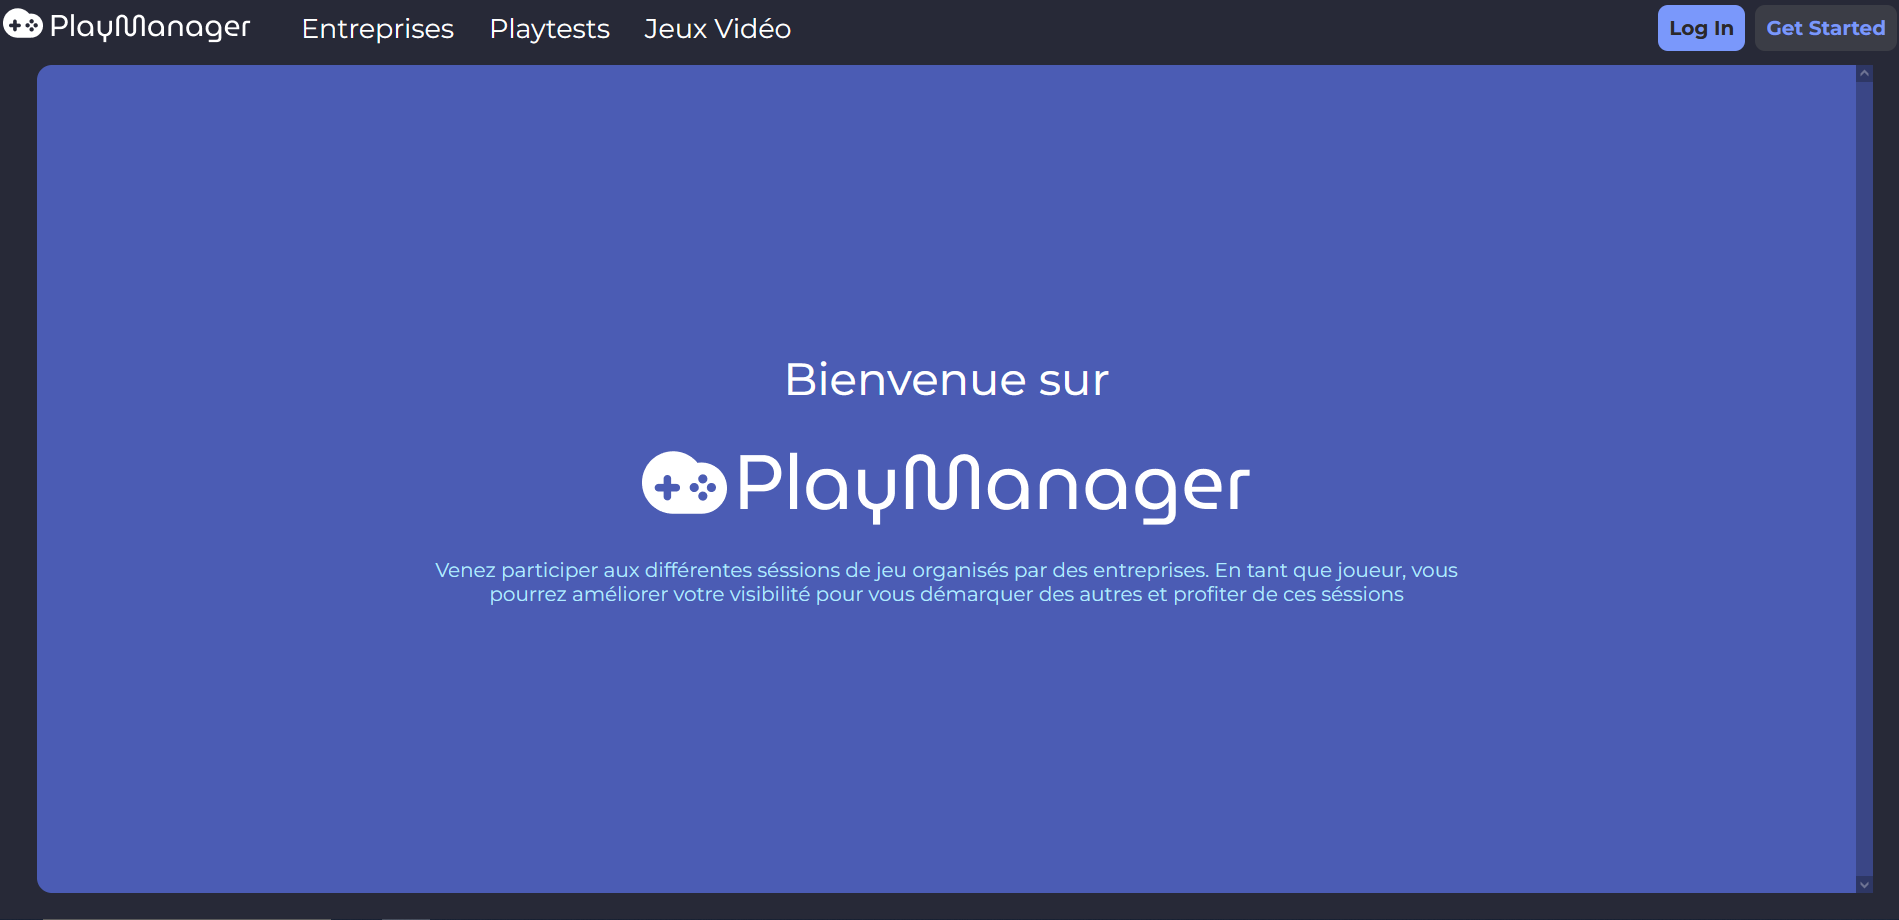 PlayManager Entreprises Playtests Jeux Vidéo Log In Get Started
Bienvenue sur
PlayManager
Venez participer aux différentes séssions de jeu organisés par des entreprises. En tant que joueur, vous
pourrez améliorer votre visibilité pour vous démarquer des autres et profiter de ces séssions